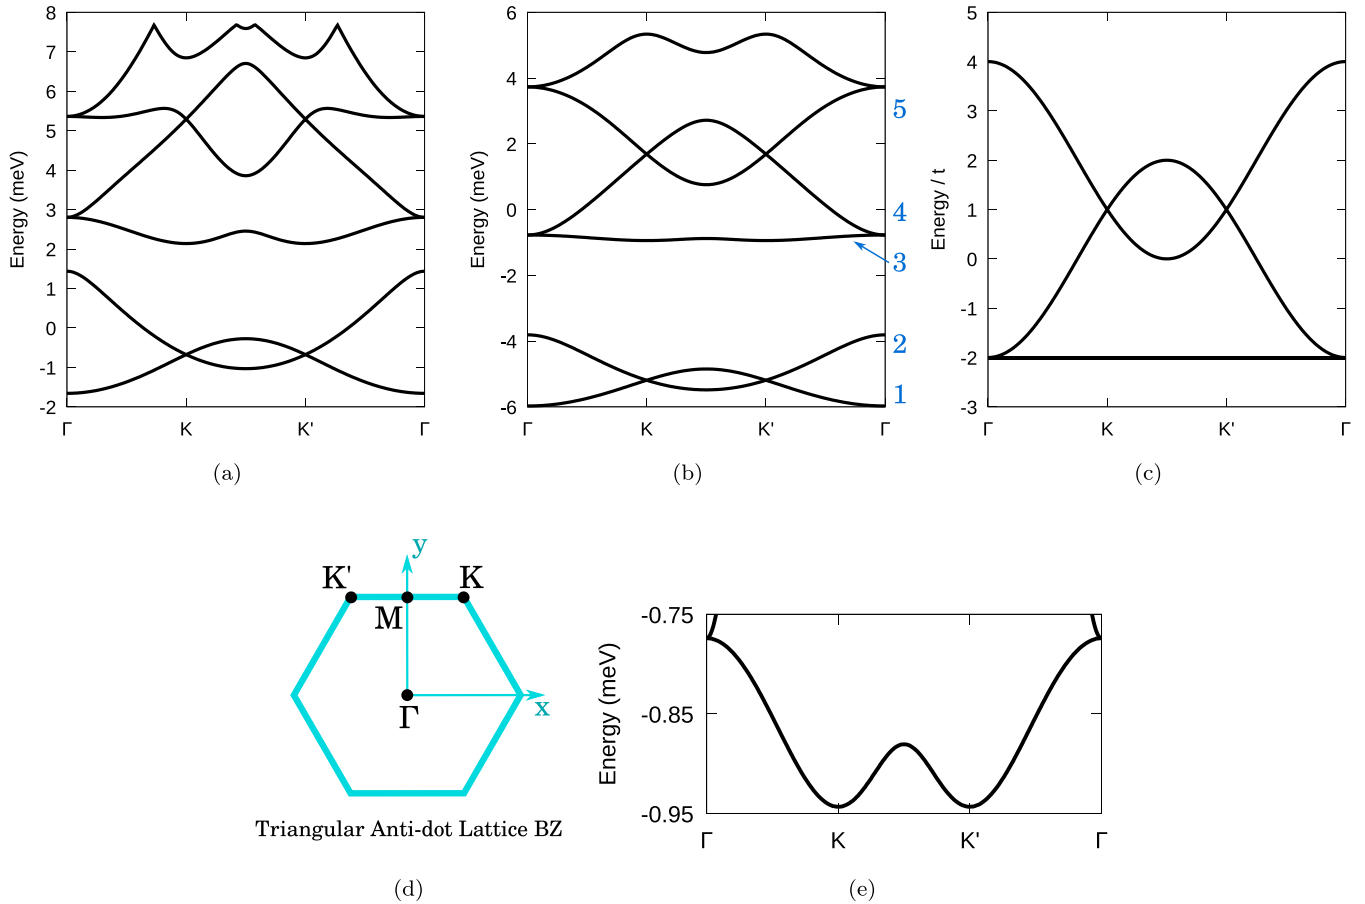 Energy (meV)
8
7
6
5
4
3
2
1
0
-1
-2
Γ K K' Γ
(a)
Energy (meV)
6
4
2
0
-2
-4
-6
5
4
3
2
1
Γ K K' Γ
(b)
Energy / t
5
4
3
2
1
0
-1
-2
-3
Γ K K' Γ
(c)
y
K' K
M
Γ
x
Triangular Anti-dot Lattice BZ
(d)
Energy (meV)
-0.75
-0.85
-0.95
Γ K K' Γ
(e)